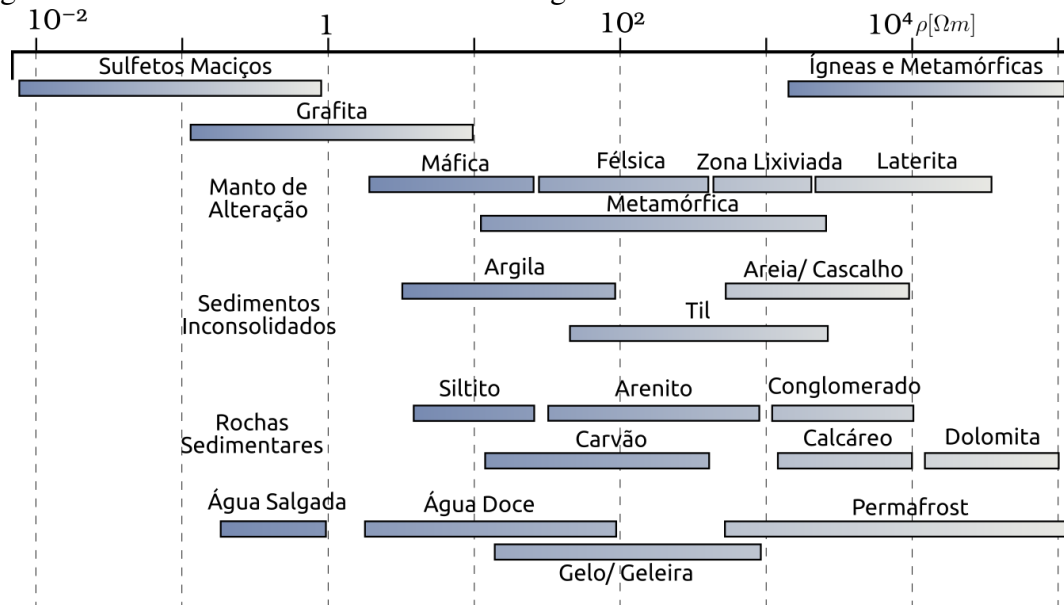 10⁻² 1 10² 10⁴ ρ[Ωm]
Sulfetos Maciços Ígneas e Metamórficas
Grafita
Máfica Félsica Zona Lixiviada Laterita
Manto de
Alteração
Metamórfica
Argila Areia/ Cascalho
Sedimentos
Inconsolidados
Til
Siltito Arenito Conglomerado
Rochas
Sedimentares
Carvão Calcáreo Dolomita
Água Salgada Água Doce Permafrost
Gelo/ Geleira